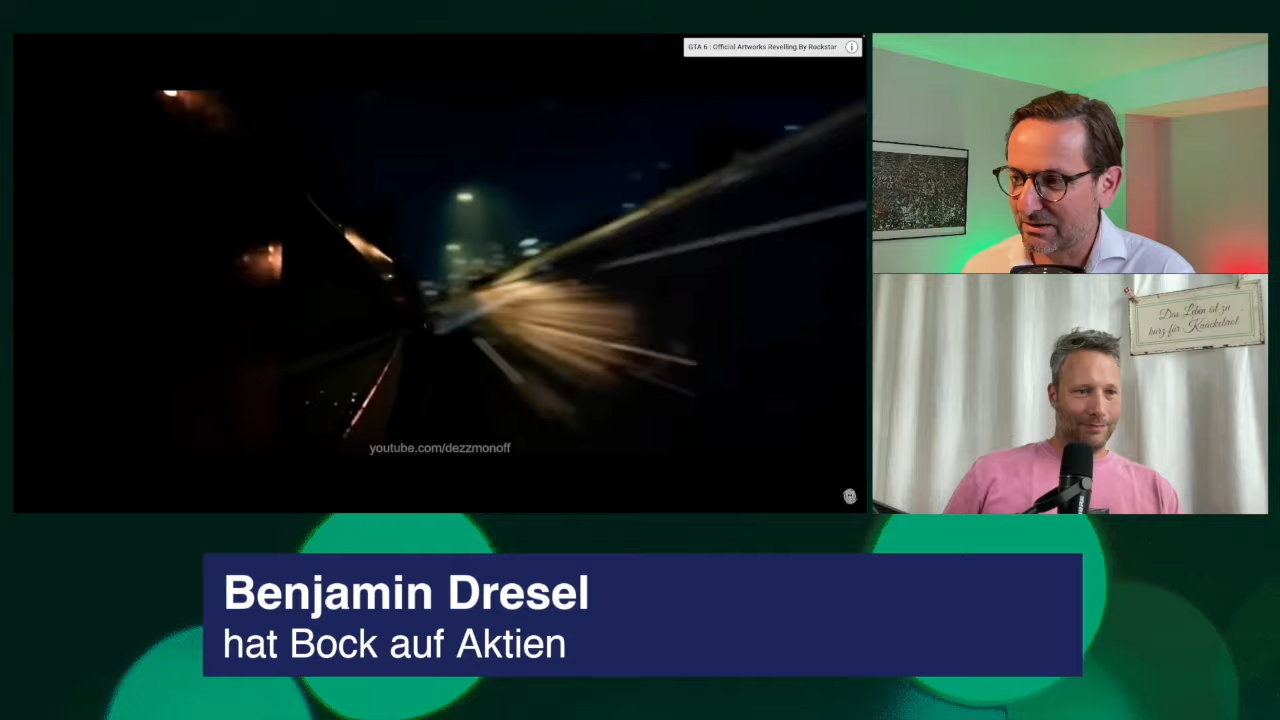 GTA 6 : Official Artworks Revelling By Rockstar
youtube.com/dezzmonoff
Das Leben ist zu
kurz für Knäckebrot.
Benjamin Dresel
hat Bock auf Aktien